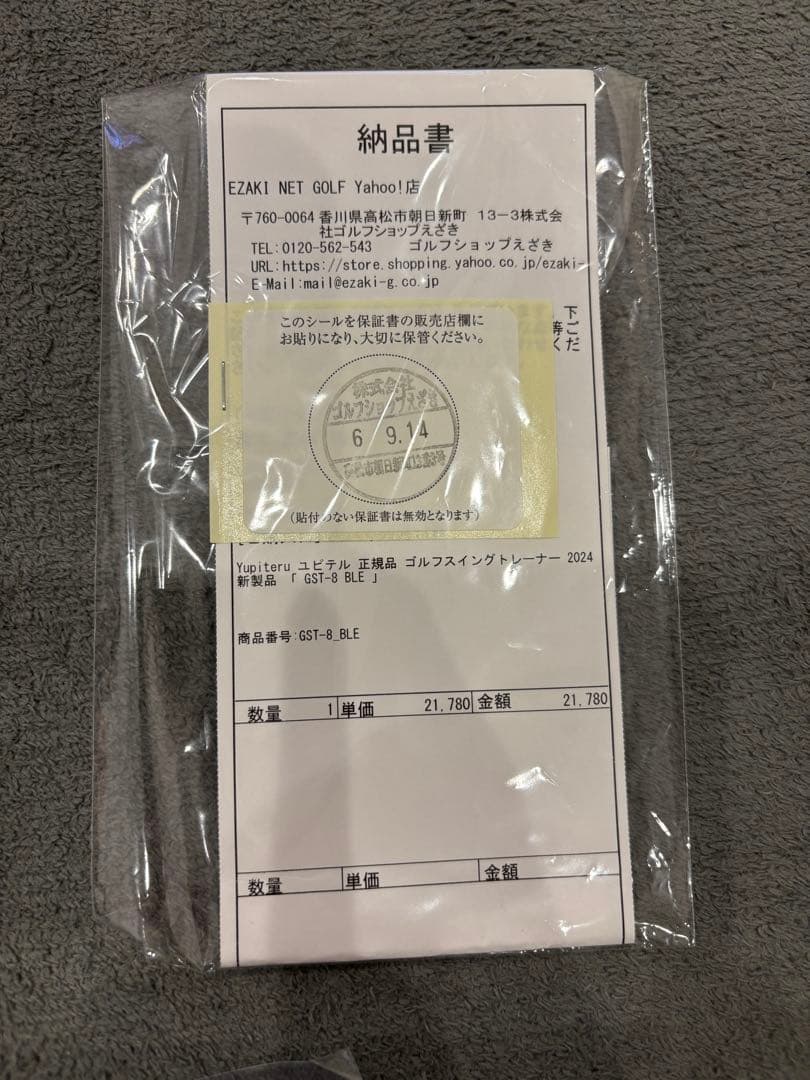 納品書
EZAKI NET GOLF Yahoo!店
〒760-0064 香川県高松市朝日新町 13-3株式会
社ゴルフショップえざき
TEL:0120-562-543 ゴルフショップえざき
URL:https://store.shopping.yahoo.co.jp/ezaki-
E-Mail:mail@ezaki-g.co.jp
下
ごだ
等
く
このシールを保証書の販売店欄に
お貼りになり、大切に保管ください。
株式会社
ゴルフショップえざき
6 9.14
(貼付のない保証書は無効となります)
Yupiteru ユピテル 正規品 ゴルフスイングトレーナー 2024
新製品 「 GST-8 BLE 」
商品番号:GST-8_BLE
数量 1 単価 21,780 金額 21,780
数量 単価 金額